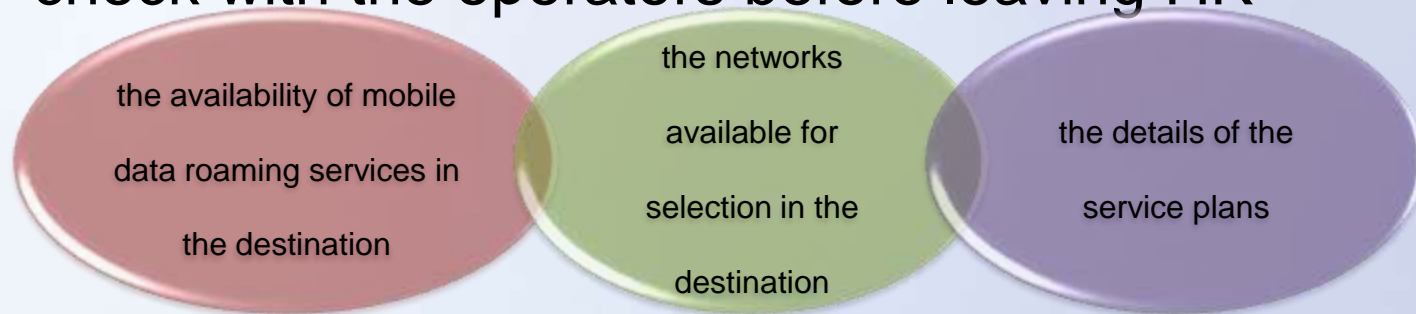 check with the operators before leaving HK
the availability of mobile
data roaming services in
the destination
the networks
available for
selection in the
destination
the details of the
service plans